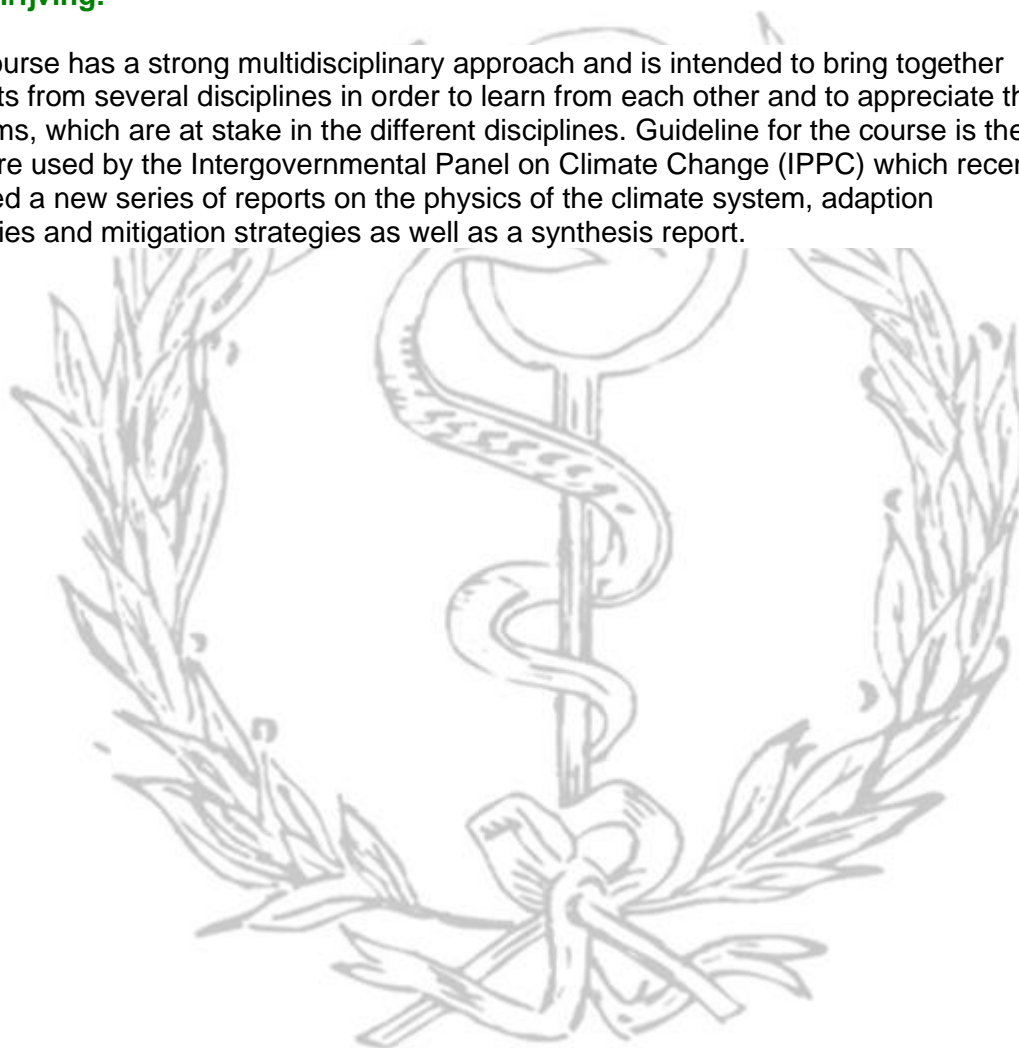 ourse has a strong multidisciplinary approach and is intended to bring together
ts from several disciplines in order to learn from each other and to appreciate th
ms, which are at stake in the different disciplines. Guideline for the course is the
re used by the Intergovernmental Panel on Climate Change (IPPC) which recen
ed a new series of reports on the physics of the climate system, adaption
ies and mitigation strategies as well as a synthesis report.